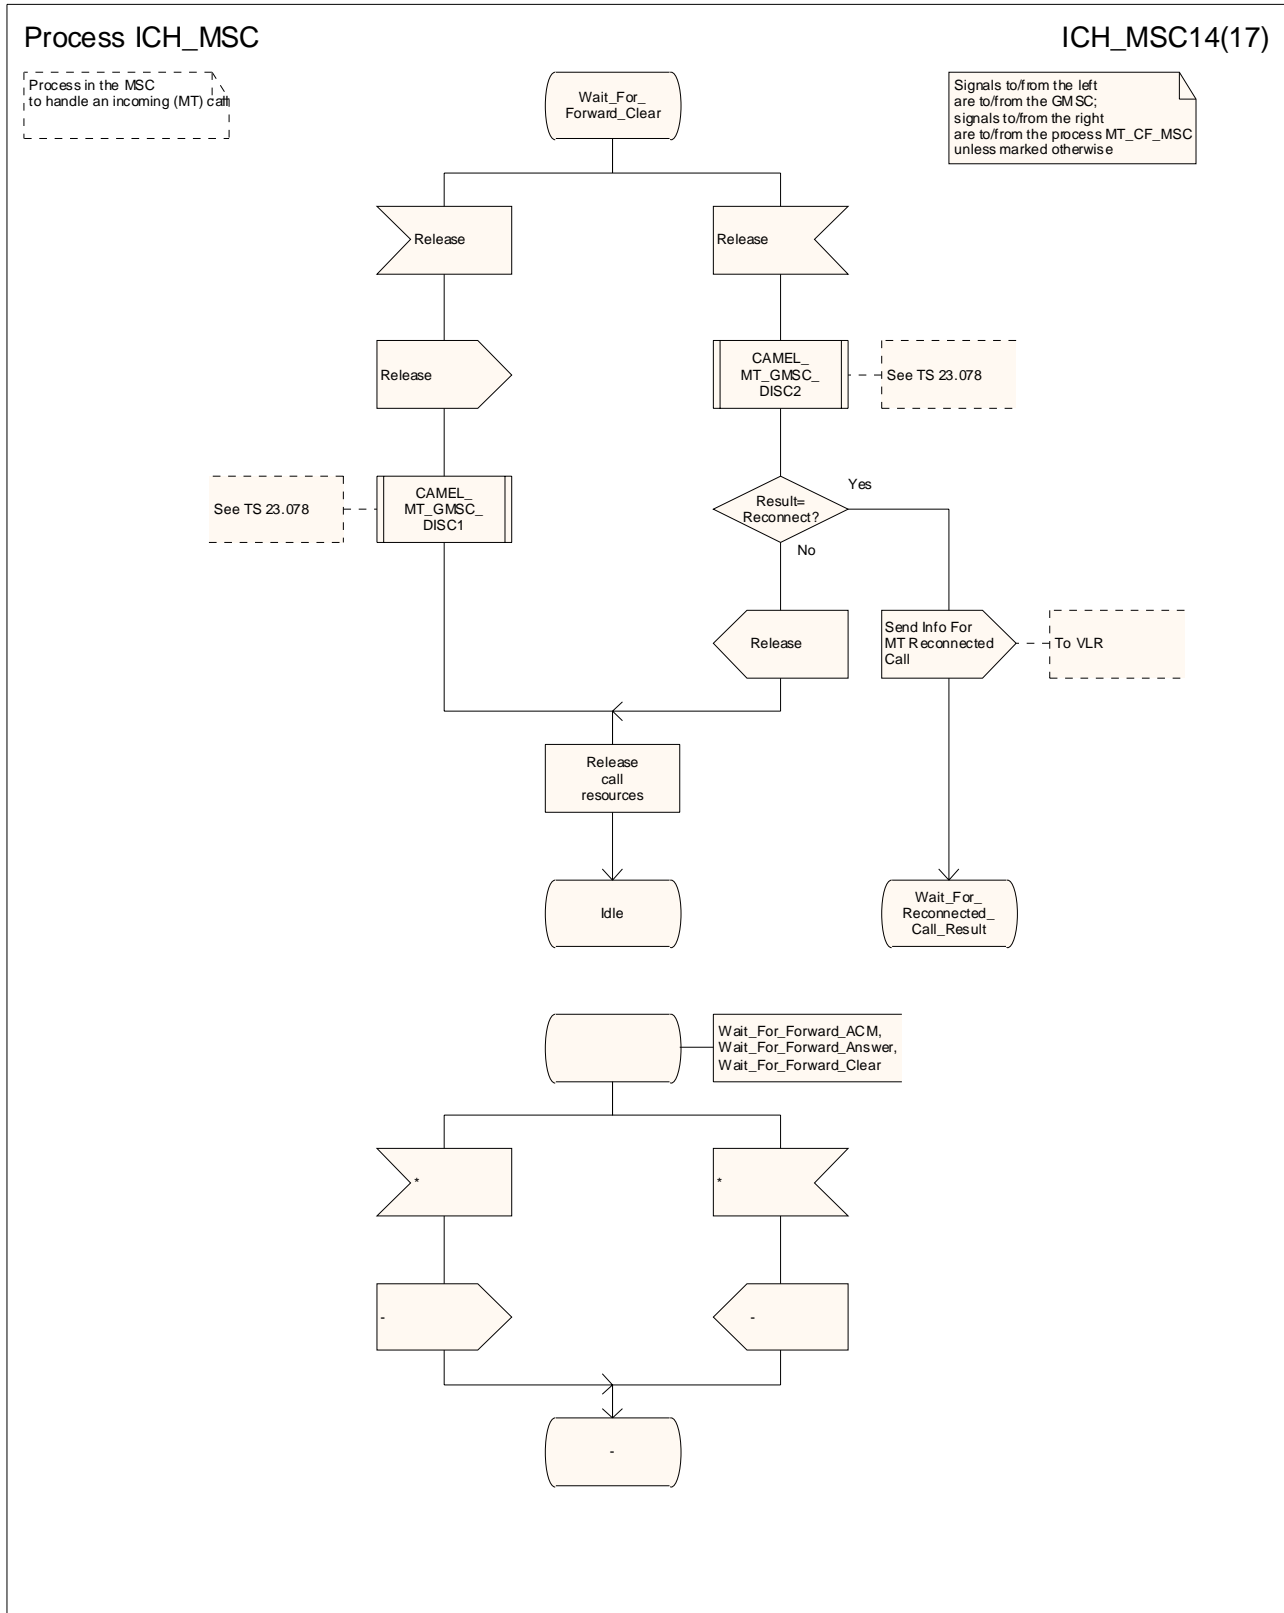 Process ICH_MSC
ICH_MSC14(17)
Process in the MSC
to handle an incoming (MT) call
Signals to/from the left
are to/from the GMSC;
signals to/from the right
are to/from the process MT_CF_MSC
unless marked otherwise
Wait_For_
Forward_Clear
Release
Release
Release
CAMEL_
MT_GMSC_
DISC2
See TS 23.078
See TS 23.078
CAMEL_
MT_GMSC_
DISC1
Result=
Reconnect?
Yes
No
Release
Send Info For
MT Reconnected
Call
To VLR
Release
call
resources
Idle
Wait_For_
Reconnected_
Call_Result
Wait_For_Forward_ACM,
Wait_For_Forward_Answer,
Wait_For_Forward_Clear
*
*
-
-
-